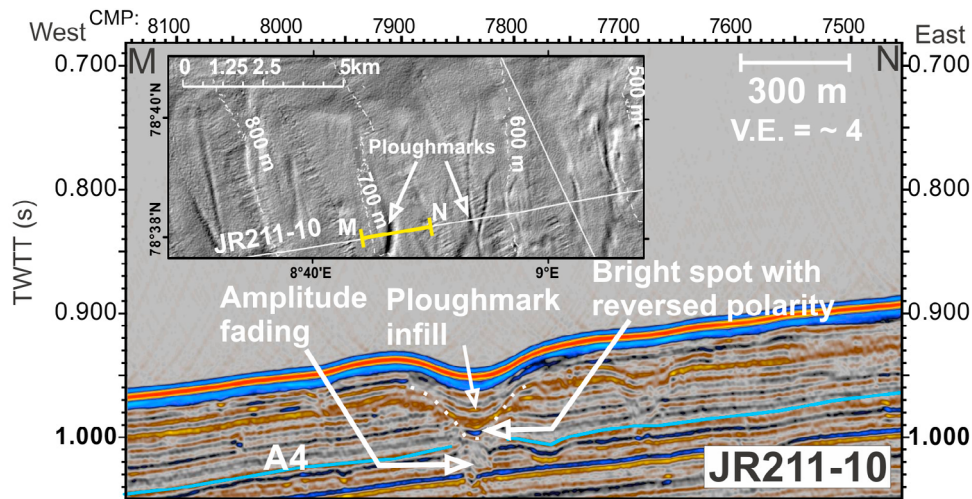 CMP:
8100 8000 7900 7800 7700 7600 7500
West East
M N
0.700 0.700
0 1.25 2.5 5km
500 m
300 m
V.E. = ~ 4
78°40'N
800 m
Ploughmarks
600 m
700 m
0.800 0.800
M N
78°38'N
JR211-10
8°40'E 9°E
TWTT (s)
Amplitude
fading
Ploughmark
infill
Bright spot with
reversed polarity
0.900 0.900
1.000 1.000
A4
JR211-10